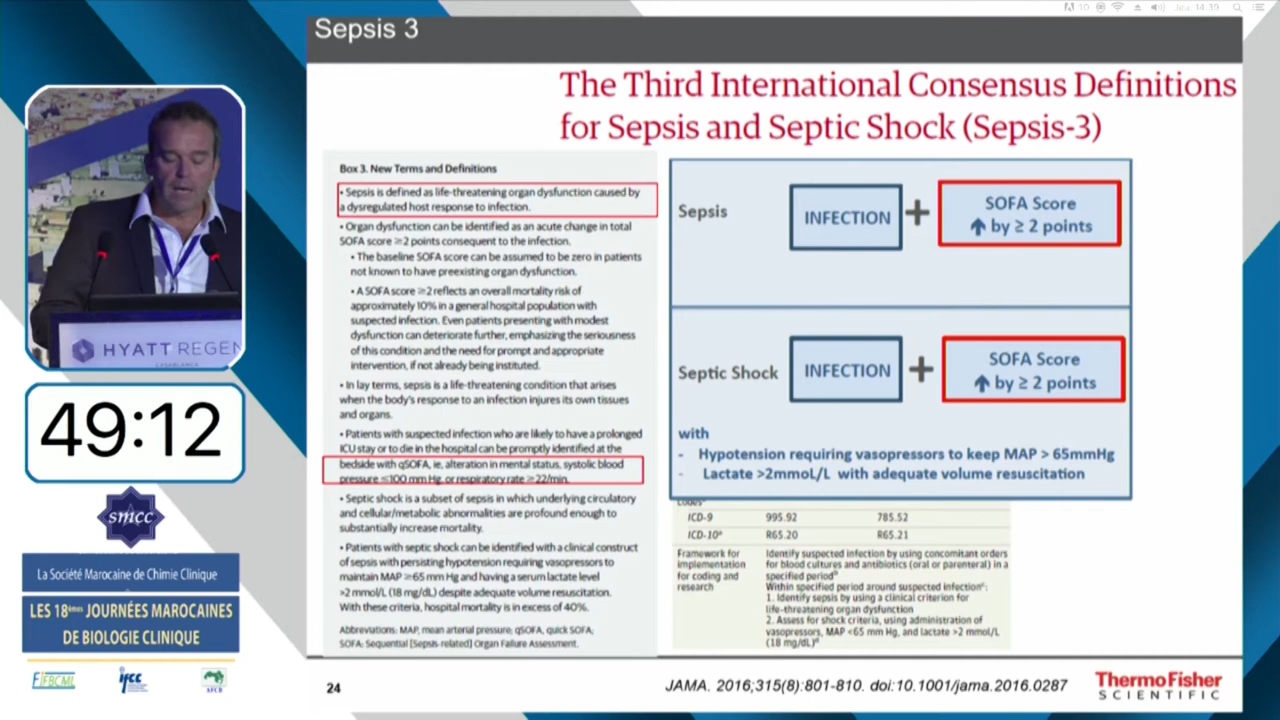 Sepsis 3
The Third International Consensus Definitions
for Sepsis and Septic Shock (Sepsis-3)
Box 3. New Terms and Definitions
• Sepsis is defined as life-threatening organ dysfunction caused by
a dysregulated host response to infection.
• Organ dysfunction can be identified as an acute change in total
SOFA score ≥2 points consequent to the infection.
• The baseline SOFA score can be assumed to be zero in patients
not known to have preexisting organ dysfunction.
• A SOFA score ≥2 reflects an overall mortality risk of
approximately 10% in a general hospital population with
suspected infection. Even patients presenting with modest
dysfunction can deteriorate further, emphasizing the seriousness
of this condition and the need for prompt and appropriate
intervention, if not already being instituted.
• In lay terms, sepsis is a life-threatening condition that arises
when the body's response to an infection injures its own tissues
and organs.
• Patients with suspected infection who are likely to have a prolonged
ICU stay or to die in the hospital can be promptly identified at the
bedside with qSOFA, ie, alteration in mental status, systolic blood
pressure ≤100 mm Hg, or respiratory rate ≥22/min.
• Septic shock is a subset of sepsis in which underlying circulatory
and cellular/metabolic abnormalities are profound enough to
substantially increase mortality.
• Patients with septic shock can be identified with a clinical construct
of sepsis with persisting hypotension requiring vasopressors to
maintain MAP ≥65 mm Hg and having a serum lactate level
>2 mmol/L (18 mg/dL) despite adequate volume resuscitation.
With these criteria, hospital mortality is in excess of 40%.
Abbreviations: MAP, mean arterial pressure; qSOFA, quick SOFA;
SOFA: Sequential [Sepsis-related] Organ Failure Assessment.
Sepsis
INFECTION
+
SOFA Score
↑ by ≥ 2 points
Septic Shock
INFECTION
+
SOFA Score
↑ by ≥ 2 points
with
- Hypotension requiring vasopressors to keep MAP > 65mmHg
- Lactate >2mmoL/L with adequate volume resuscitation
ICD-9 995.92 785.52
ICD-10ᵃ R65.20 R65.21
Framework for
implementation
for coding and
research
Identify suspected infection by using concomitant orders
for blood cultures and antibiotics (oral or parenteral) in a
specified periodᵇ
Within specified period around suspected infectionᶜ:
1. Identify sepsis by using a clinical criterion for
life-threatening organ dysfunction
2. Assess for shock criteria, using administration of
vasopressors, MAP <65 mm Hg, and lactate >2 mmol/L
(18 mg/dL)ᵈ
24
JAMA. 2016;315(8):801-810. doi:10.1001/jama.2016.0287
ThermoFisher
SCIENTIFIC
HYATT REGEN
CASABLANCA
49:12
smcc
La Société Marocaine de Chimie Clinique
LES 18èmes JOURNÉES MAROCAINES
DE BIOLOGIE CLINIQUE
FIFBCML
ifcc
AFCB
14:39